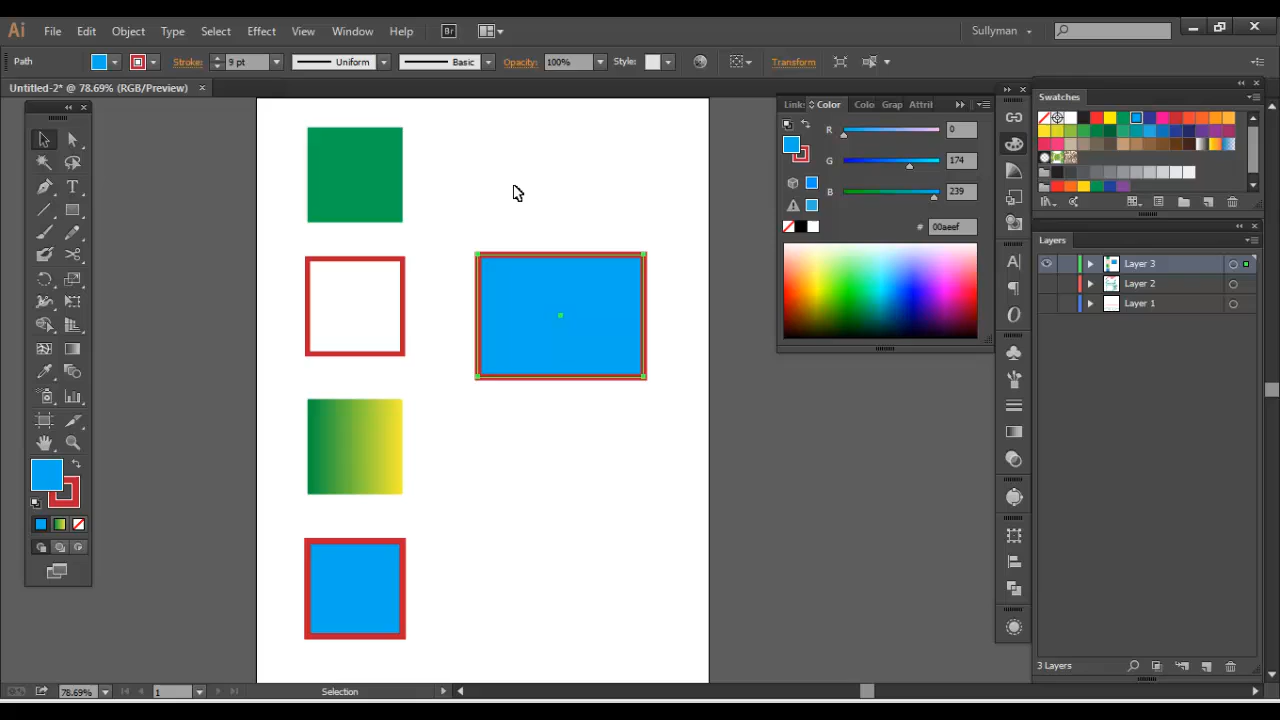 Ai File Edit Object Type Select Effect View Window Help Br Sullyman
Path Stroke: 9 pt Uniform Basic Opacity: 100% Style: Transform
Untitled-2* @ 78.69% (RGB/Preview)
Link Color Colo Grap Attril
Swatches
R 0
G 174
B 239
# 00aeef
Layers
Layer 3
Layer 2
Layer 1
3 Layers
78.69% 1 Selection